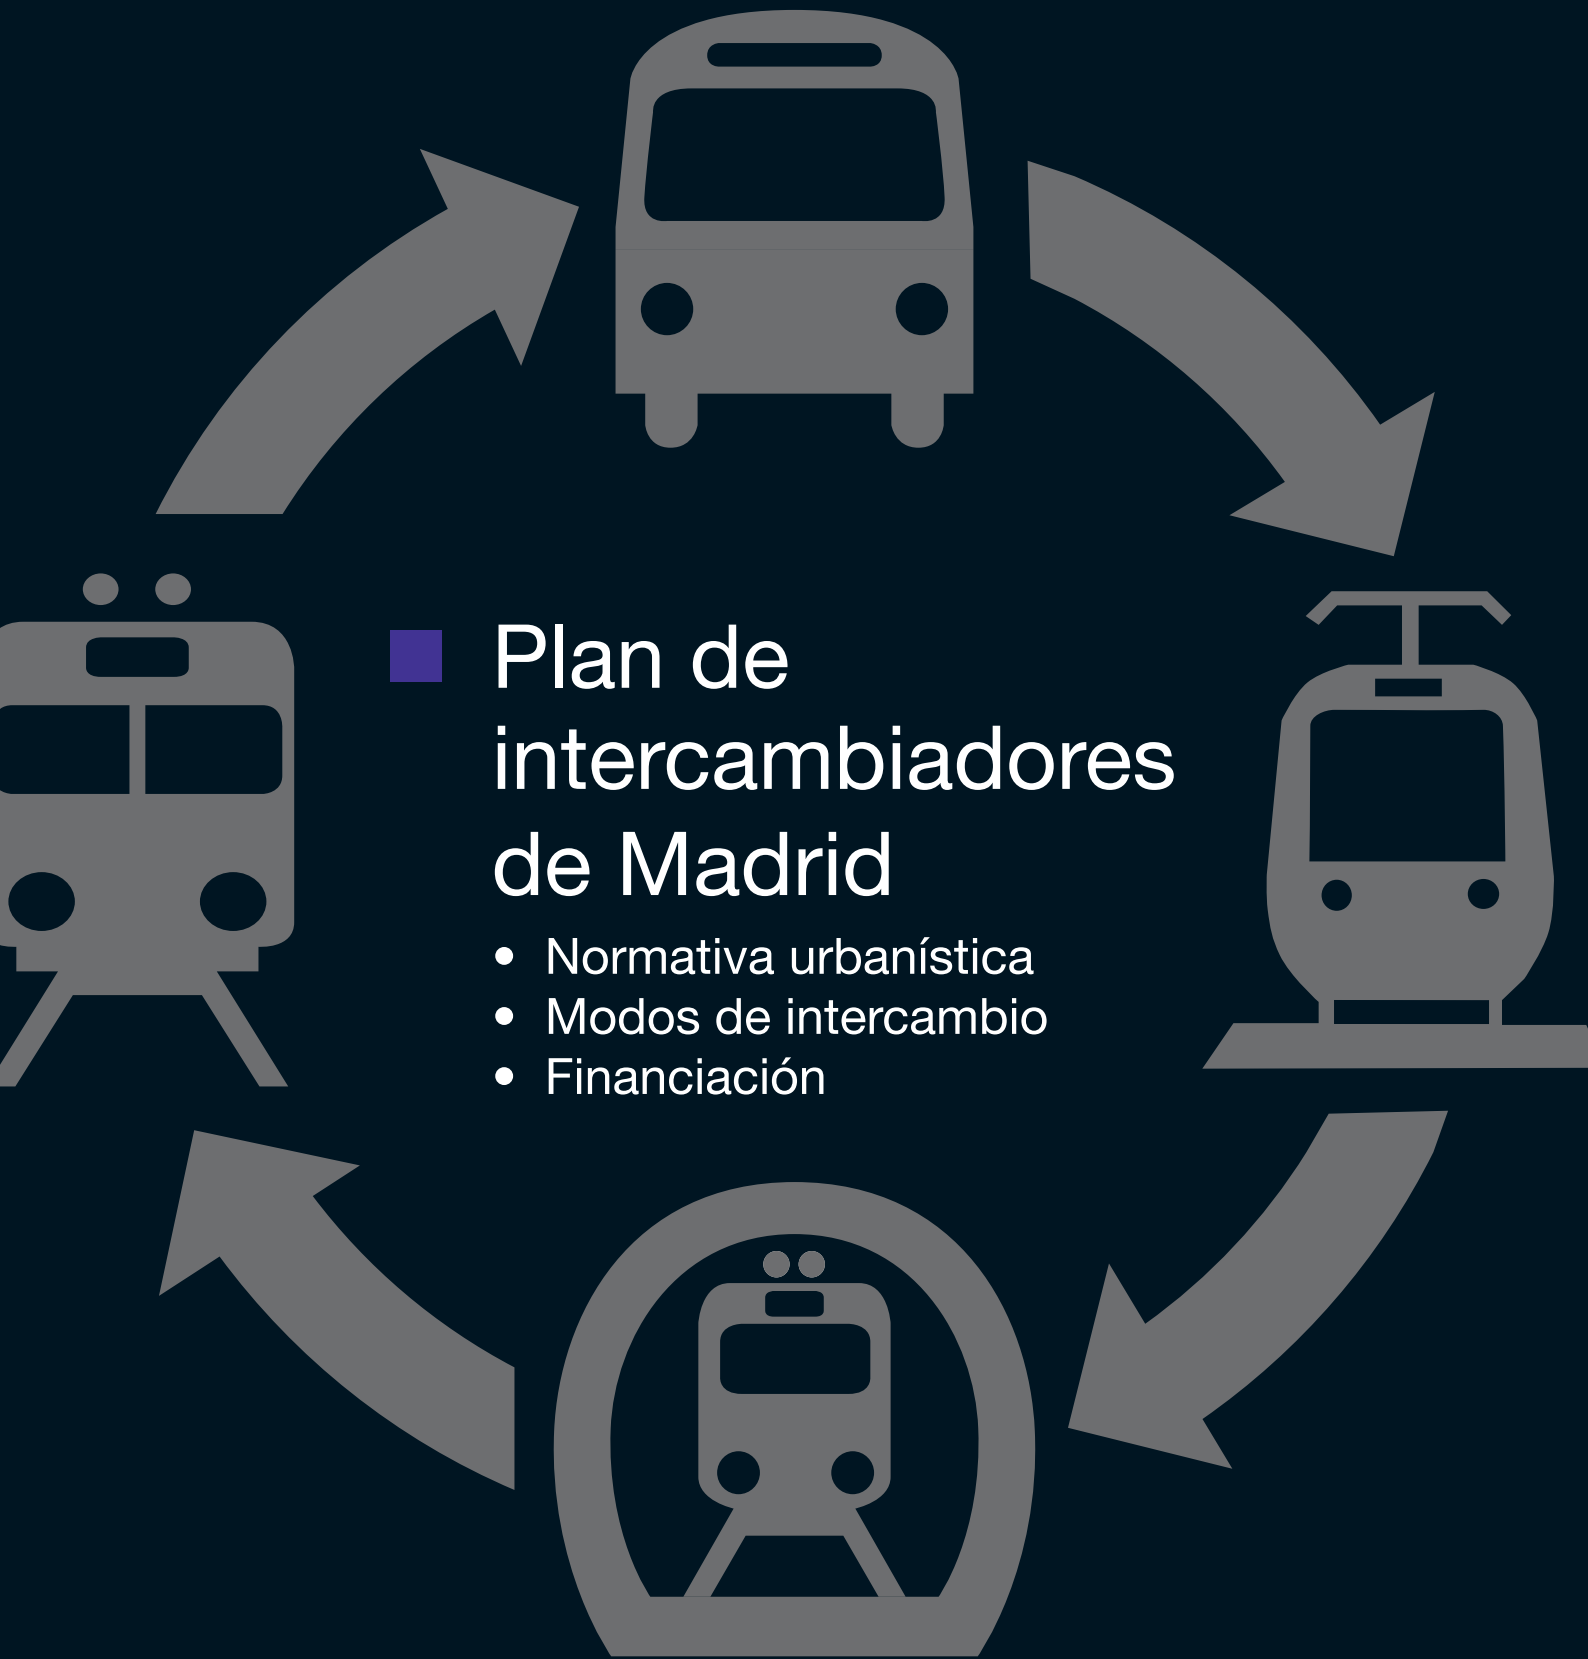 Plan de
intercambiadores
de Madrid
• Normativa urbanística
• Modos de intercambio
• Financiación